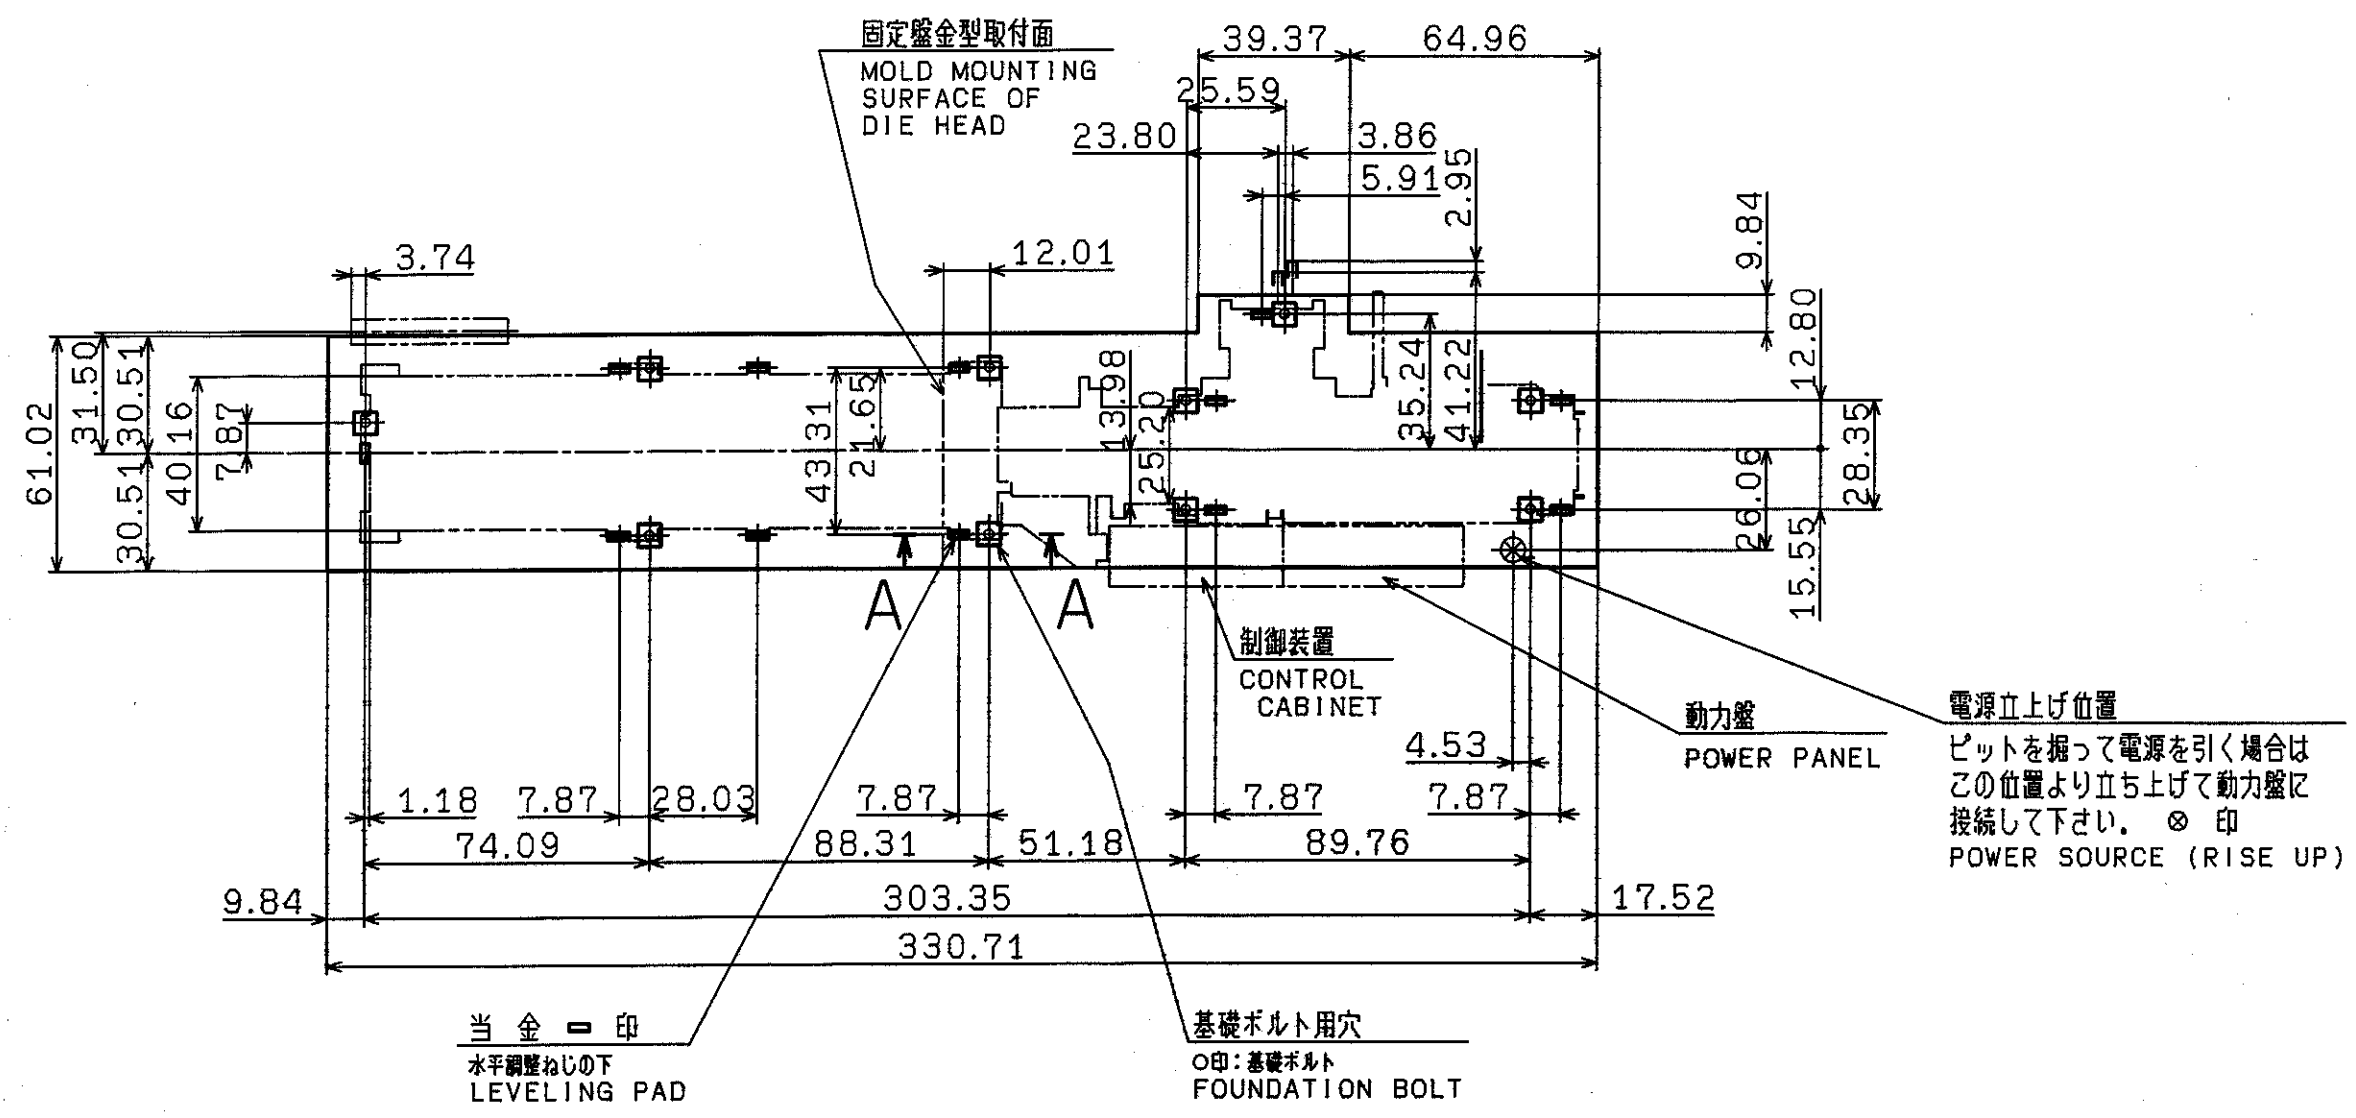 固定盤金型取付面
MOLD MOUNTING
SURFACE OF
DIE HEAD
39.37
64.96
25.59
23.80
3.86
5.91
2.95
9.84
3.74
12.01
12.80
61.02
31.50
30.51
30.51
40.16
7.87
43.31
21.65
13.98
25.20
35.24
41.22
26.06
28.35
15.55
A
A
制御装置
CONTROL
CABINET
動力盤
POWER PANEL
電源立上げ位置
ピットを掘って電源を引く場合は
この位置より立ち上げて動力盤に
接続して下さい. ⊗ 印
POWER SOURCE (RISE UP)
4.53
1.18
7.87
28.03
7.87
7.87
7.87
74.09
88.31
51.18
89.76
9.84
303.35
17.52
330.71
当 金 ▭ 印
水平調整ねじの下
LEVELING PAD
基礎ボルト用穴
○印:基礎ボルト
FOUNDATION BOLT